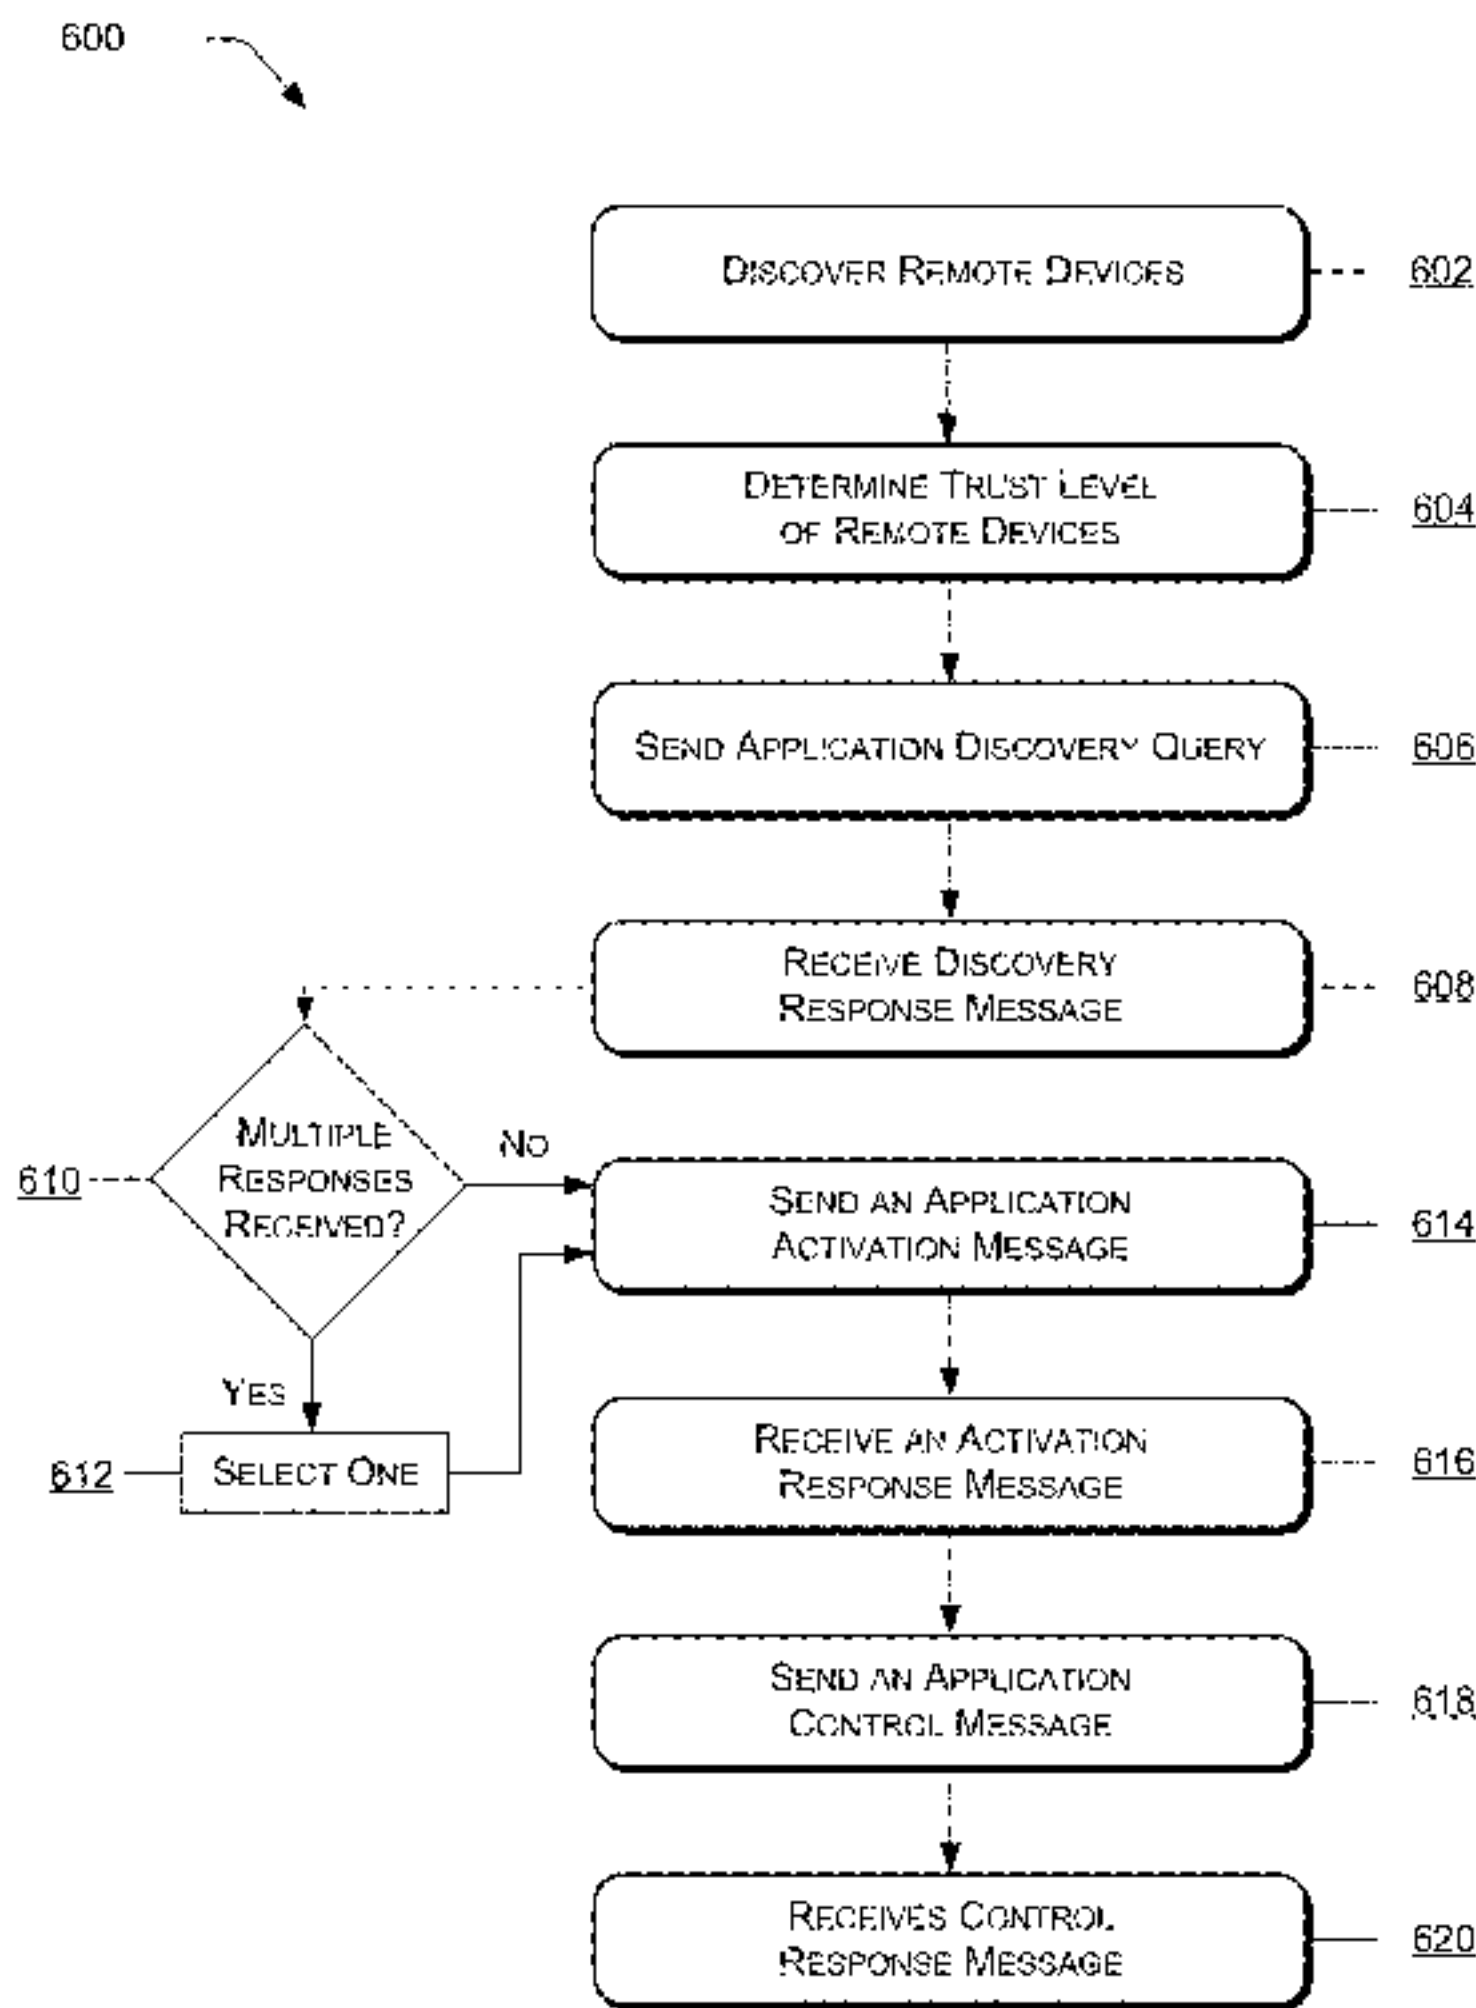 600
DISCOVER REMOTE DEVICES
602
DETERMINE TRUST LEVEL
OF REMOTE DEVICES
604
SEND APPLICATION DISCOVERY QUERY
606
RECEIVE DISCOVERY
RESPONSE MESSAGE
608
MULTIPLE
RESPONSES
RECEIVED?
610
NO
YES
SELECT ONE
612
SEND AN APPLICATION
ACTIVATION MESSAGE
614
RECEIVE AN ACTIVATION
RESPONSE MESSAGE
616
SEND AN APPLICATION
CONTROL MESSAGE
618
RECEIVES CONTROL
RESPONSE MESSAGE
620